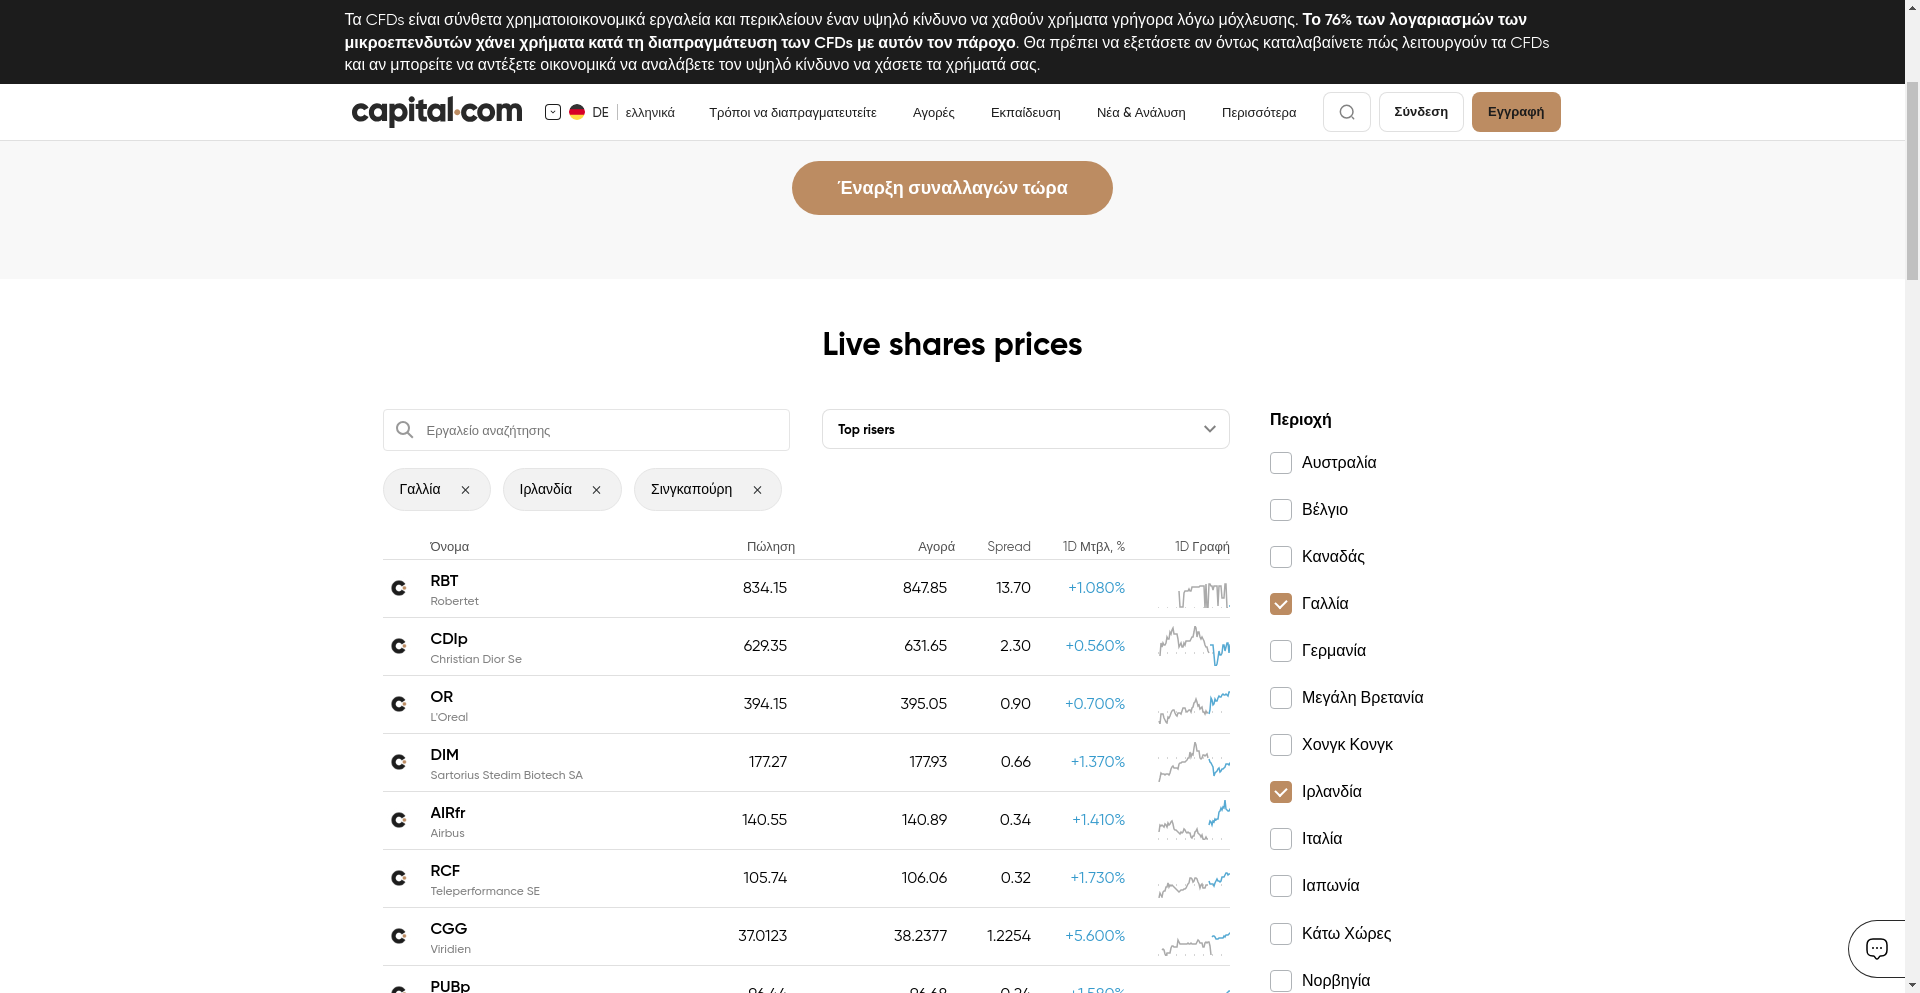 Τα CFDs είναι σύνθετα χρηματοιοικονομικά εργαλεία και περικλείουν έναν υψηλό κίνδυνο να χαθούν χρήματα γρήγορα λόγω μόχλευσης. Το 76% των λογαριασμών των
μικροεπενδυτών χάνει χρήματα κατά τη διαπραγμάτευση των CFDs με αυτόν τον πάροχο. Θα πρέπει να εξετάσετε αν όντως καταλαβαίνετε πώς λειτουργούν τα CFDs
και αν μπορείτε να αντέξετε οικονομικά να αναλάβετε τον υψηλό κίνδυνο να χάσετε τα χρήματά σας.
capital.com DE ελληνικά Τρόποι να διαπραγματευτείτε Αγορές Εκπαίδευση Νέα & Ανάλυση Περισσότερα Σύνδεση Εγγραφή
Έναρξη συναλλαγών τώρα
Live shares prices
Εργαλείο αναζήτησης
Top risers
Γαλλία
Ιρλανδία
Σινγκαπούρη
Όνομα Πώληση Αγορά Spread 1D Μτβλ, % 1D Γραφή
RBT 834.15 847.85 13.70 +1.080%
Robertet
CDIp 629.35 631.65 2.30 +0.560%
Christian Dior Se
OR 394.15 395.05 0.90 +0.700%
L'Oreal
DIM 177.27 177.93 0.66 +1.370%
Sartorius Stedim Biotech SA
AIRfr 140.55 140.89 0.34 +1.410%
Airbus
RCF 105.74 106.06 0.32 +1.730%
Teleperformance SE
CGG 37.0123 38.2377 1.2254 +5.600%
Viridien
PUBp 96.44 96.68 0.24 +1.580%
Περιοχή
Αυστραλία
Βέλγιο
Καναδάς
Γαλλία
Γερμανία
Μεγάλη Βρετανία
Χονγκ Κονγκ
Ιρλανδία
Ιταλία
Ιαπωνία
Κάτω Χώρες
Νορβηγία